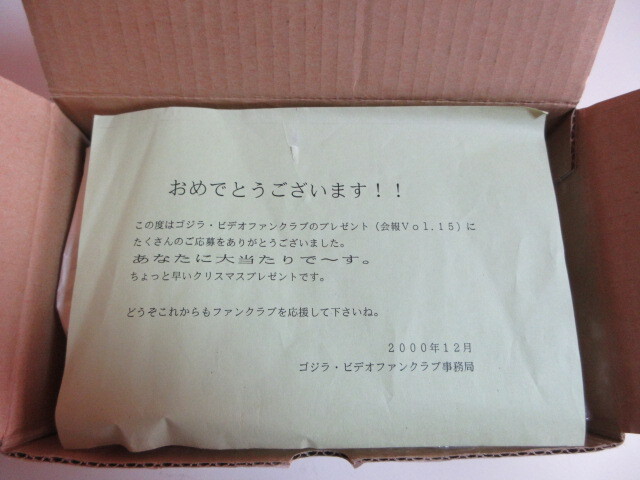 おめでとうございます！！
この度はゴジラ・ビデオファンクラブのプレゼント（会報Ｖｏｌ．１５）に
たくさんのご応募をありがとうございました。
あなたに大当たりで〜す。
ちょっと早いクリスマスプレゼントです。
どうぞこれからもファンクラブを応援して下さいね。
２０００年１２月
ゴジラ・ビデオファンクラブ事務局